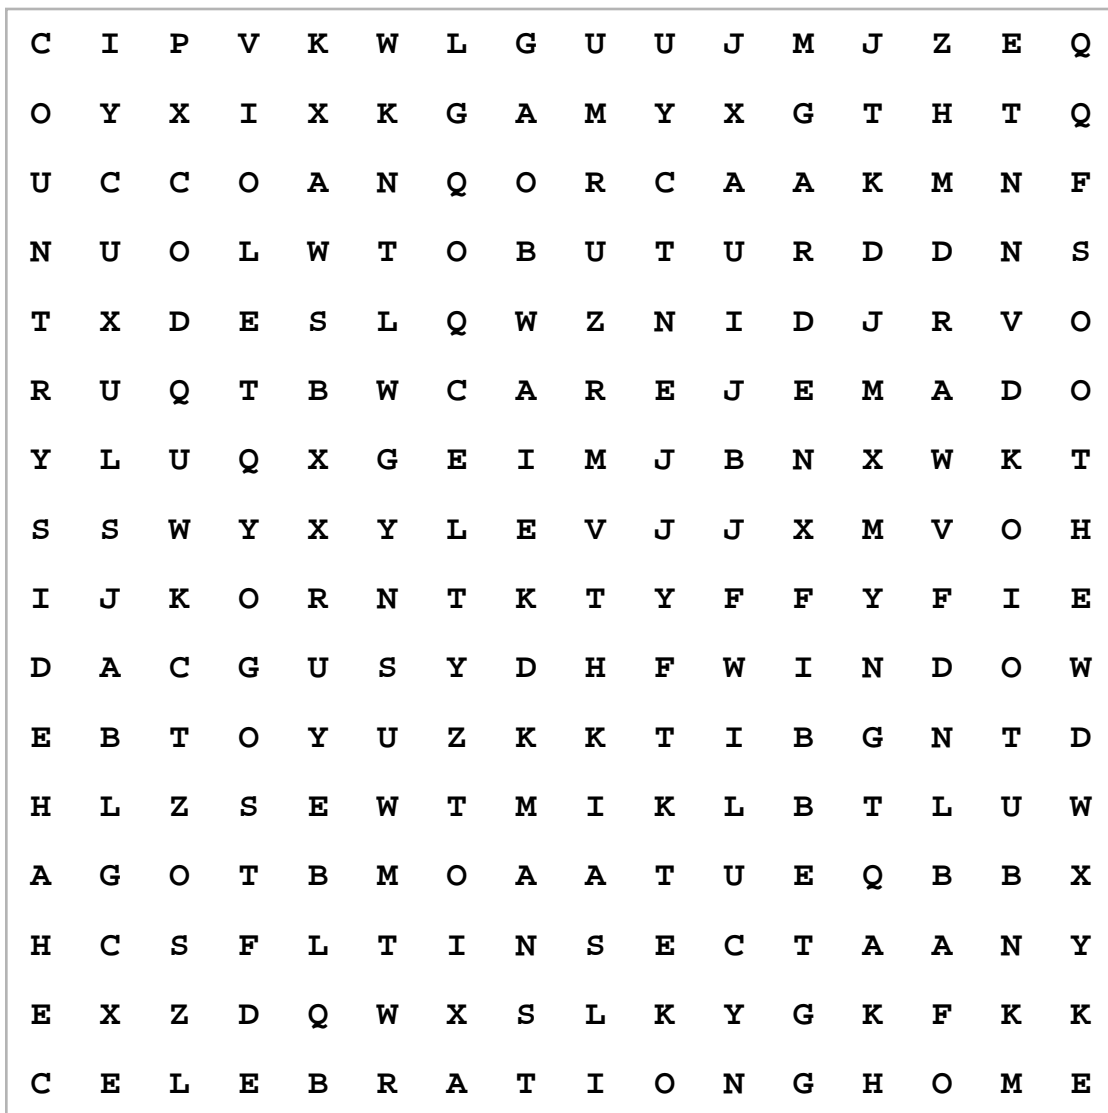 C I P V K W L G U U J M J Z E Q
O Y X I X K G A M Y X G T H T Q
U C C O A N Q O R C A A K M N F
N U O L W T O B U T U R D D N S
T X D E S L Q W Z N I D J R V O
R U Q T B W C A R E J E M A D O
Y L U Q X G E I M J B N X W K T
S S W Y X Y L E V J J X M V O H
I J K O R N T K T Y F F Y F I E
D A C G U S Y D H F W I N D O W
E B T O Y U Z K K T I B G N T D
H L Z S E W T M I K L B T L U W
A G O T B M O A A T U E Q B B X
H C S F L T I N S E C T A A N Y
E X Z D Q W X S L K Y G K F K K
C E L E B R A T I O N G H O M E